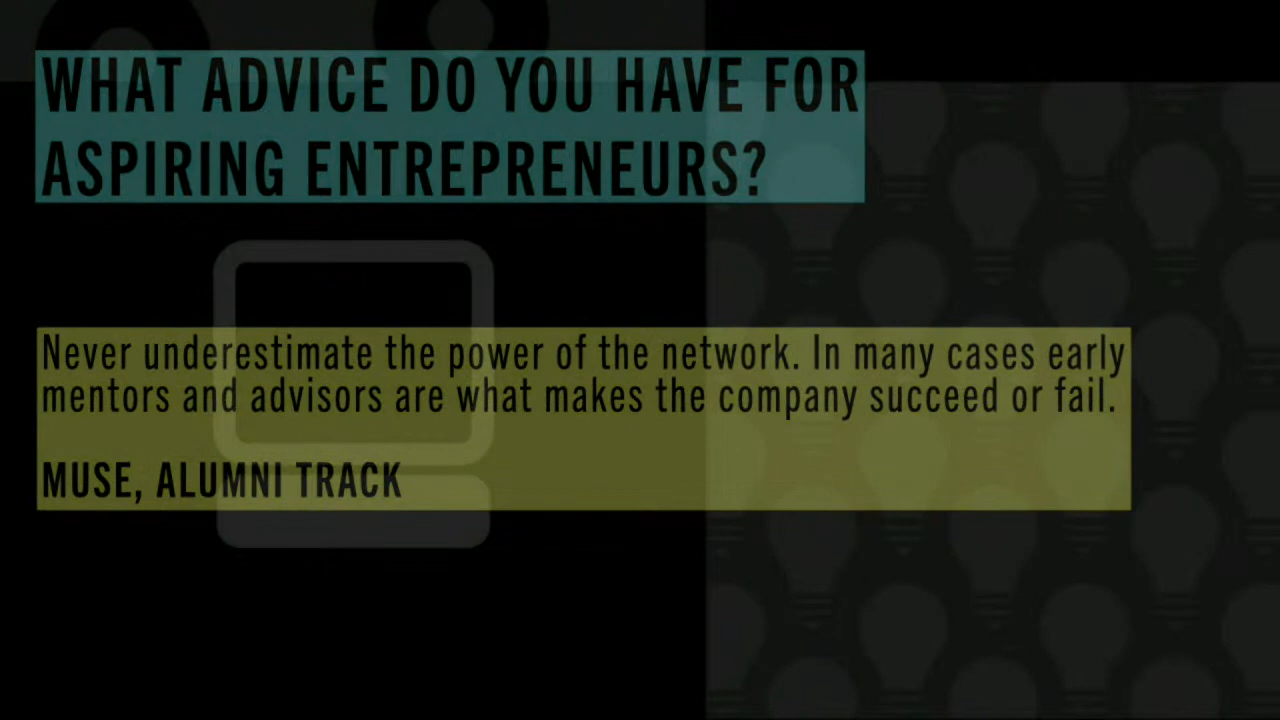 WHAT ADVICE DO YOU HAVE FOR
ASPIRING ENTREPRENEURS?
Never underestimate the power of the network. In many cases early
mentors and advisors are what makes the company succeed or fail.
MUSE, ALUMNI TRACK